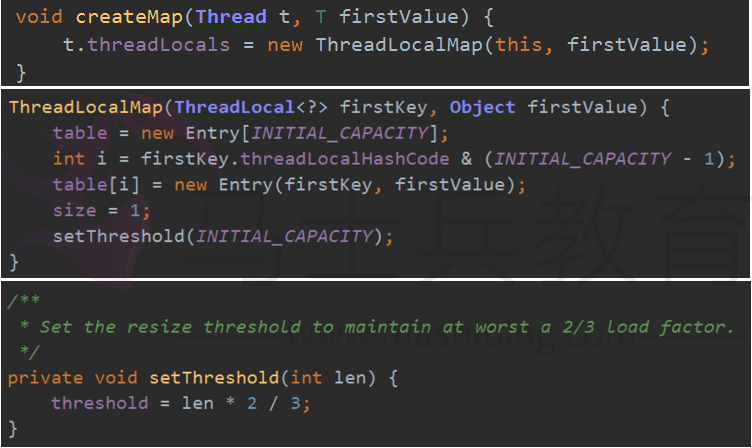 void createMap(Thread t, T firstValue) {
    t.threadLocals = new ThreadLocalMap(this, firstValue);
}
ThreadLocalMap(ThreadLocal<?> firstKey, Object firstValue) {
    table = new Entry[INITIAL_CAPACITY];
    int i = firstKey.threadLocalHashCode & (INITIAL_CAPACITY - 1);
    table[i] = new Entry(firstKey, firstValue);
    size = 1;
    setThreshold(INITIAL_CAPACITY);
}
马士兵教育
/**
 * Set the resize threshold to maintain at worst a 2/3 load factor.
www.mashibing.com
 */
private void setThreshold(int len) {
    threshold = len * 2 / 3;
}